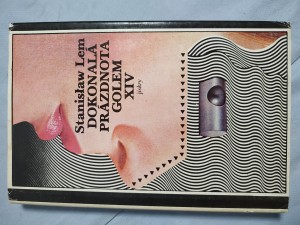 Stanisław Lem
DOKONALÁ
PRÁZDNOTA
GOLEM
XIV